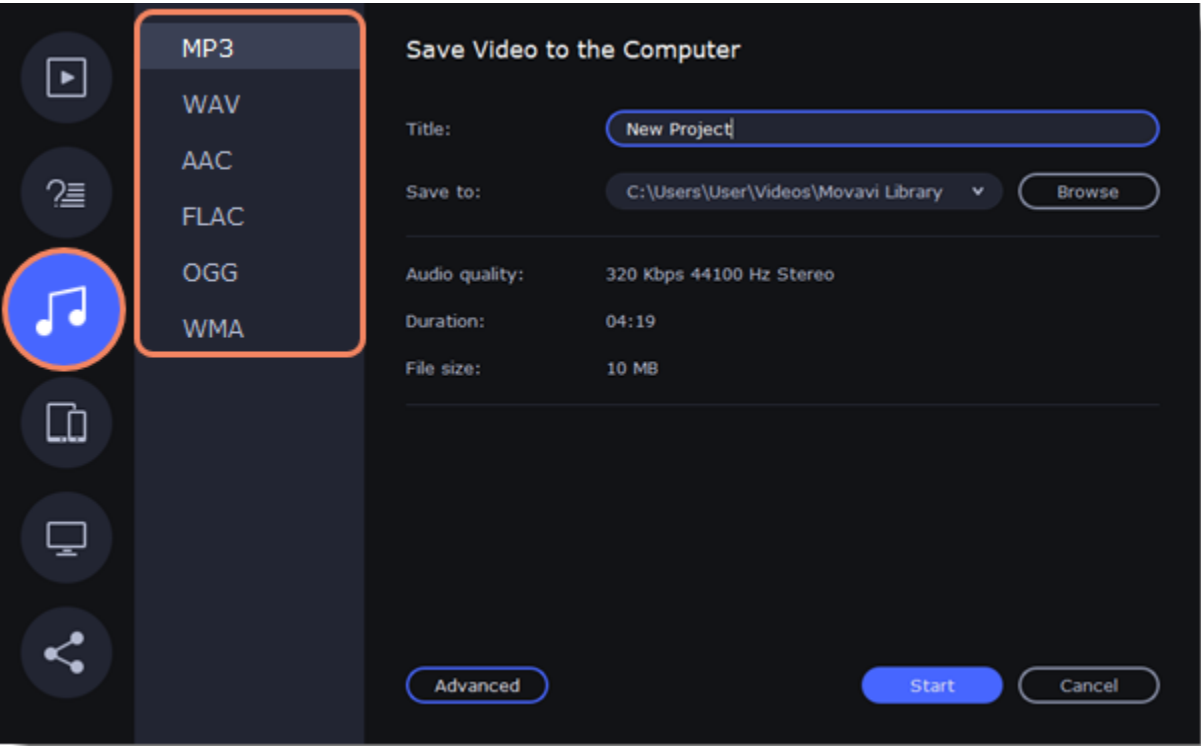 MP3
WAV
AAC
FLAC
OGG
WMA
Save Video to the Computer
Title: New Project
Save to: C:\Users\User\Videos\Movavi Library Browse
Audio quality: 320 Kbps 44100 Hz Stereo
Duration: 04:19
File size: 10 MB
Advanced Start Cancel